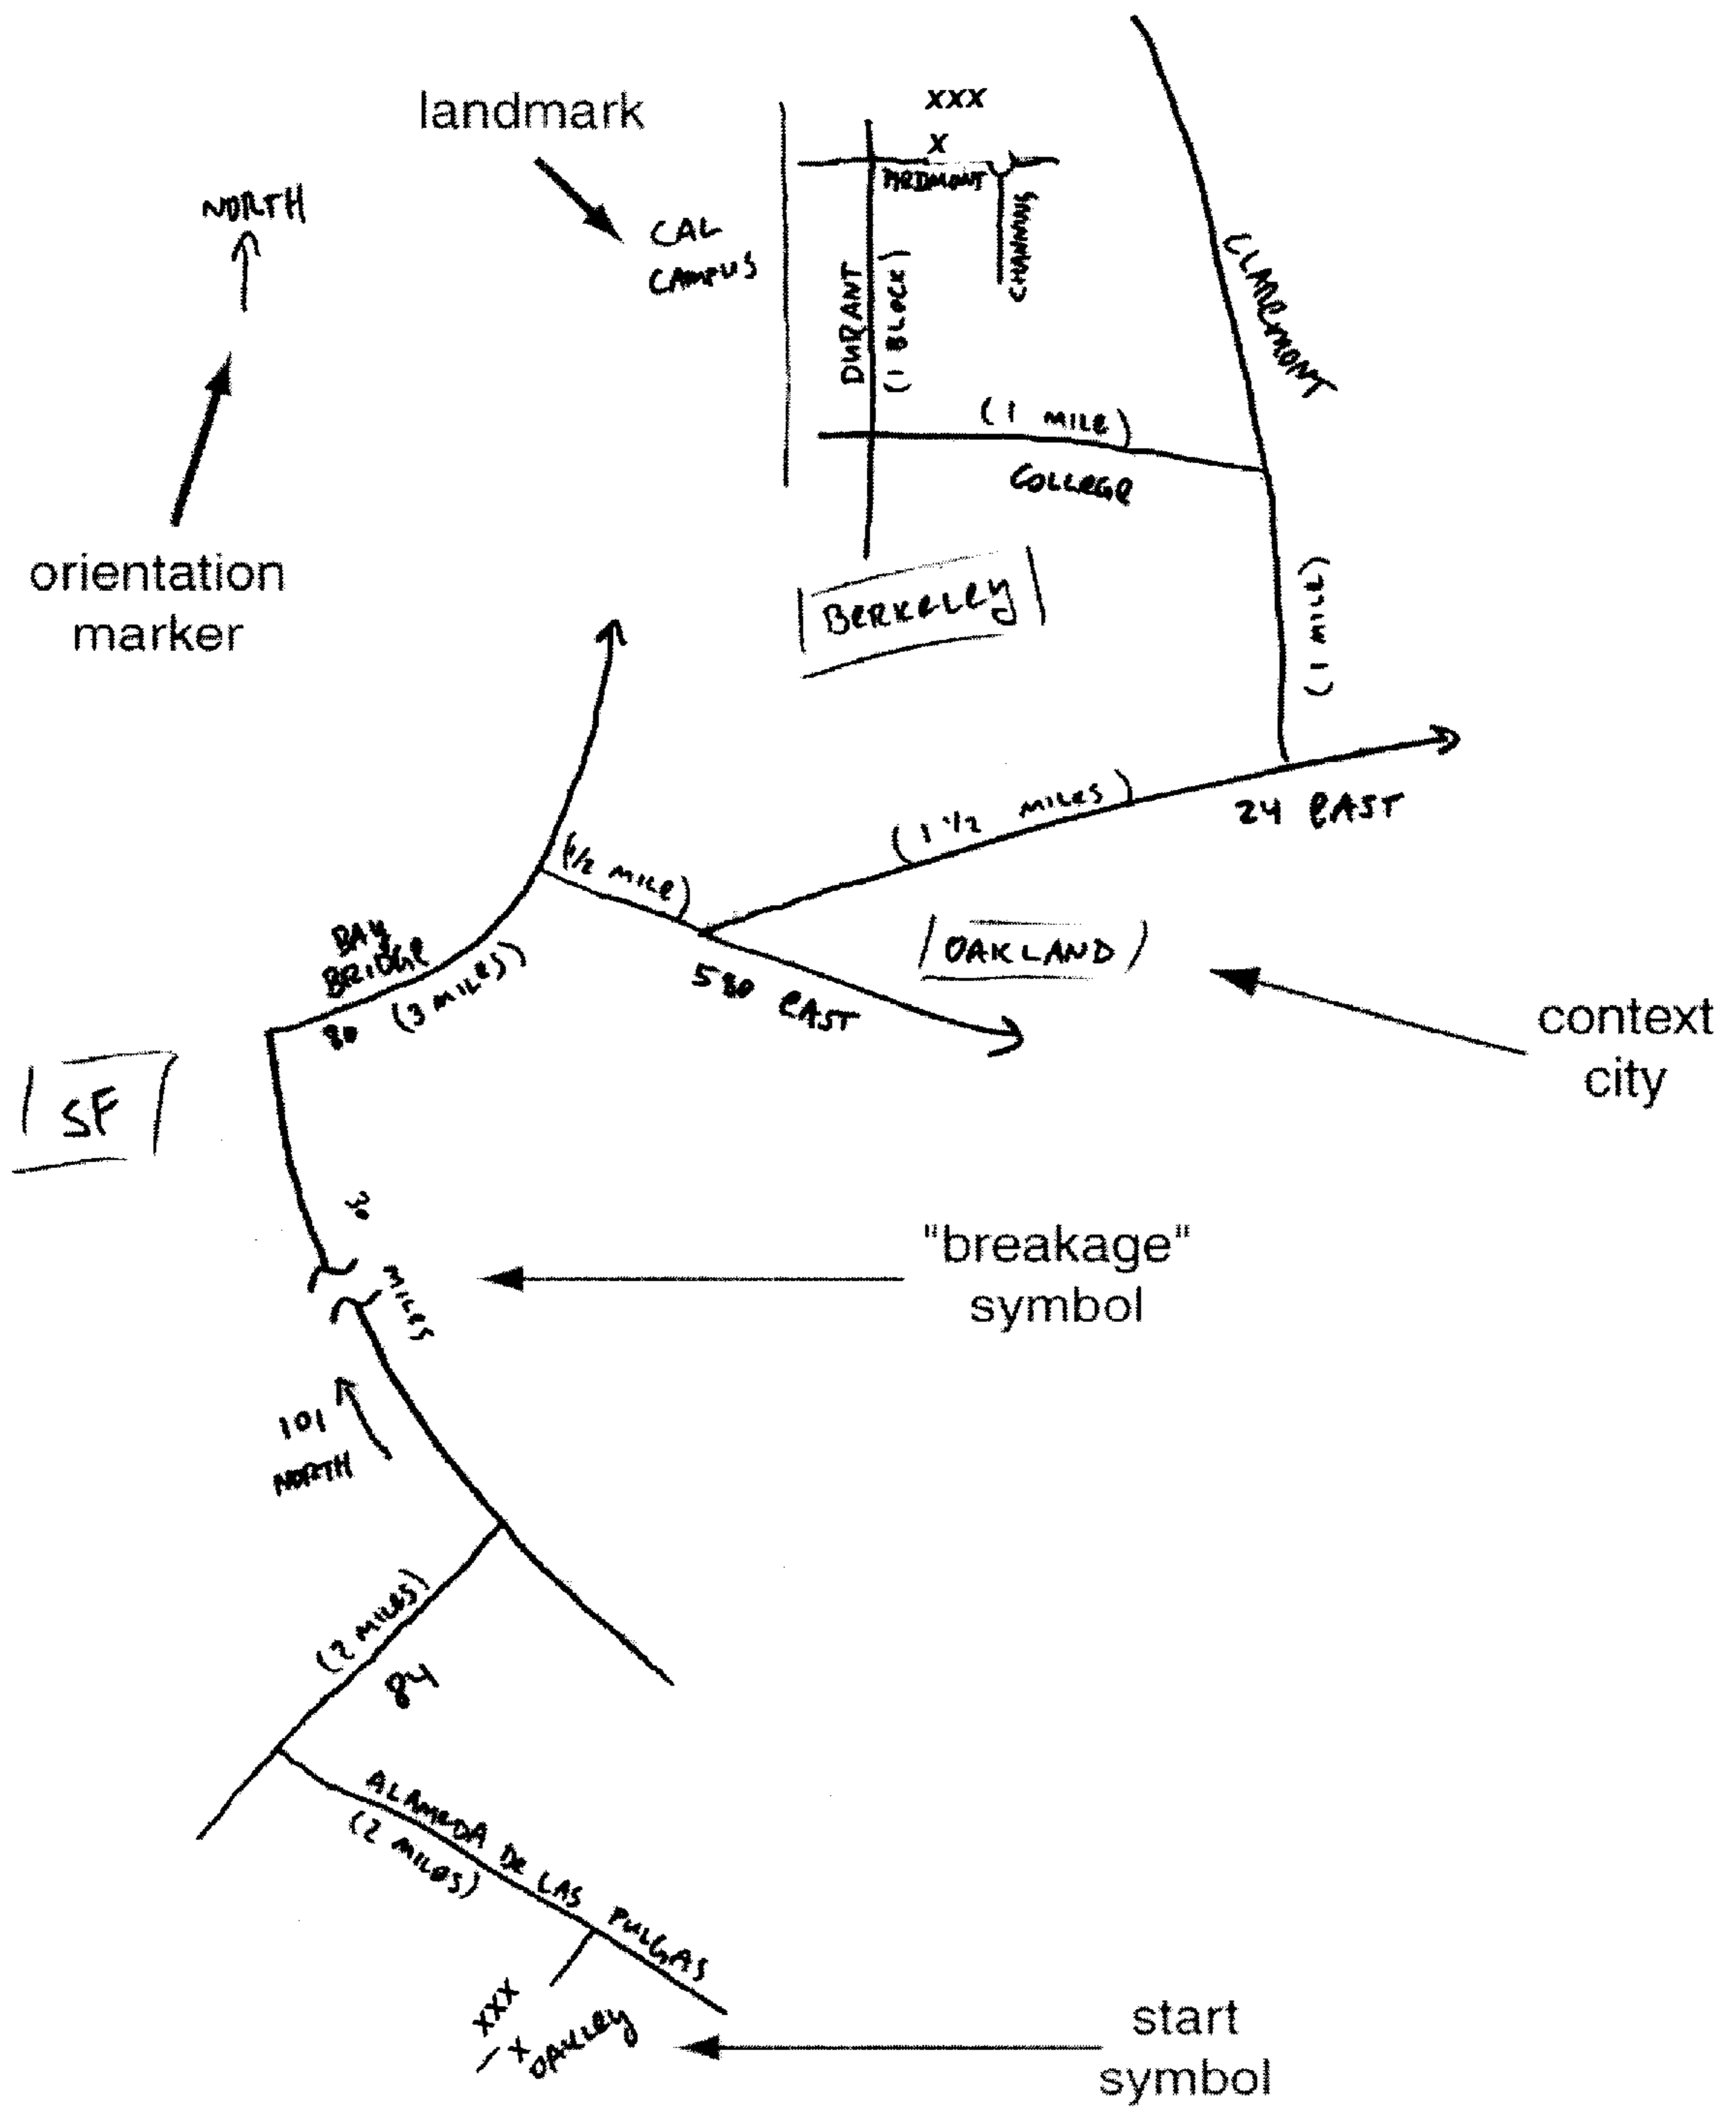 landmark
XXX
X
PIEDMONT
CHANNING
NORTH
CAL
CAMPUS
DURANT
(1 BLOCK)
CLAREMONT
(1 MILE)
COLLEGE
orientation
marker
BERKELEY
(1 MILE)
(1 1/2 MILES)
24 EAST
(1/2 MILE)
BAY
BRIDGE
80
(3 MILES)
580 EAST
OAKLAND
context
city
SF
30
MILES
"breakage"
symbol
101
NORTH
(2 MILES)
84
ALAMEDA DE LAS PULGAS
(2 MILES)
XXX
X
OAKLEY
start
symbol